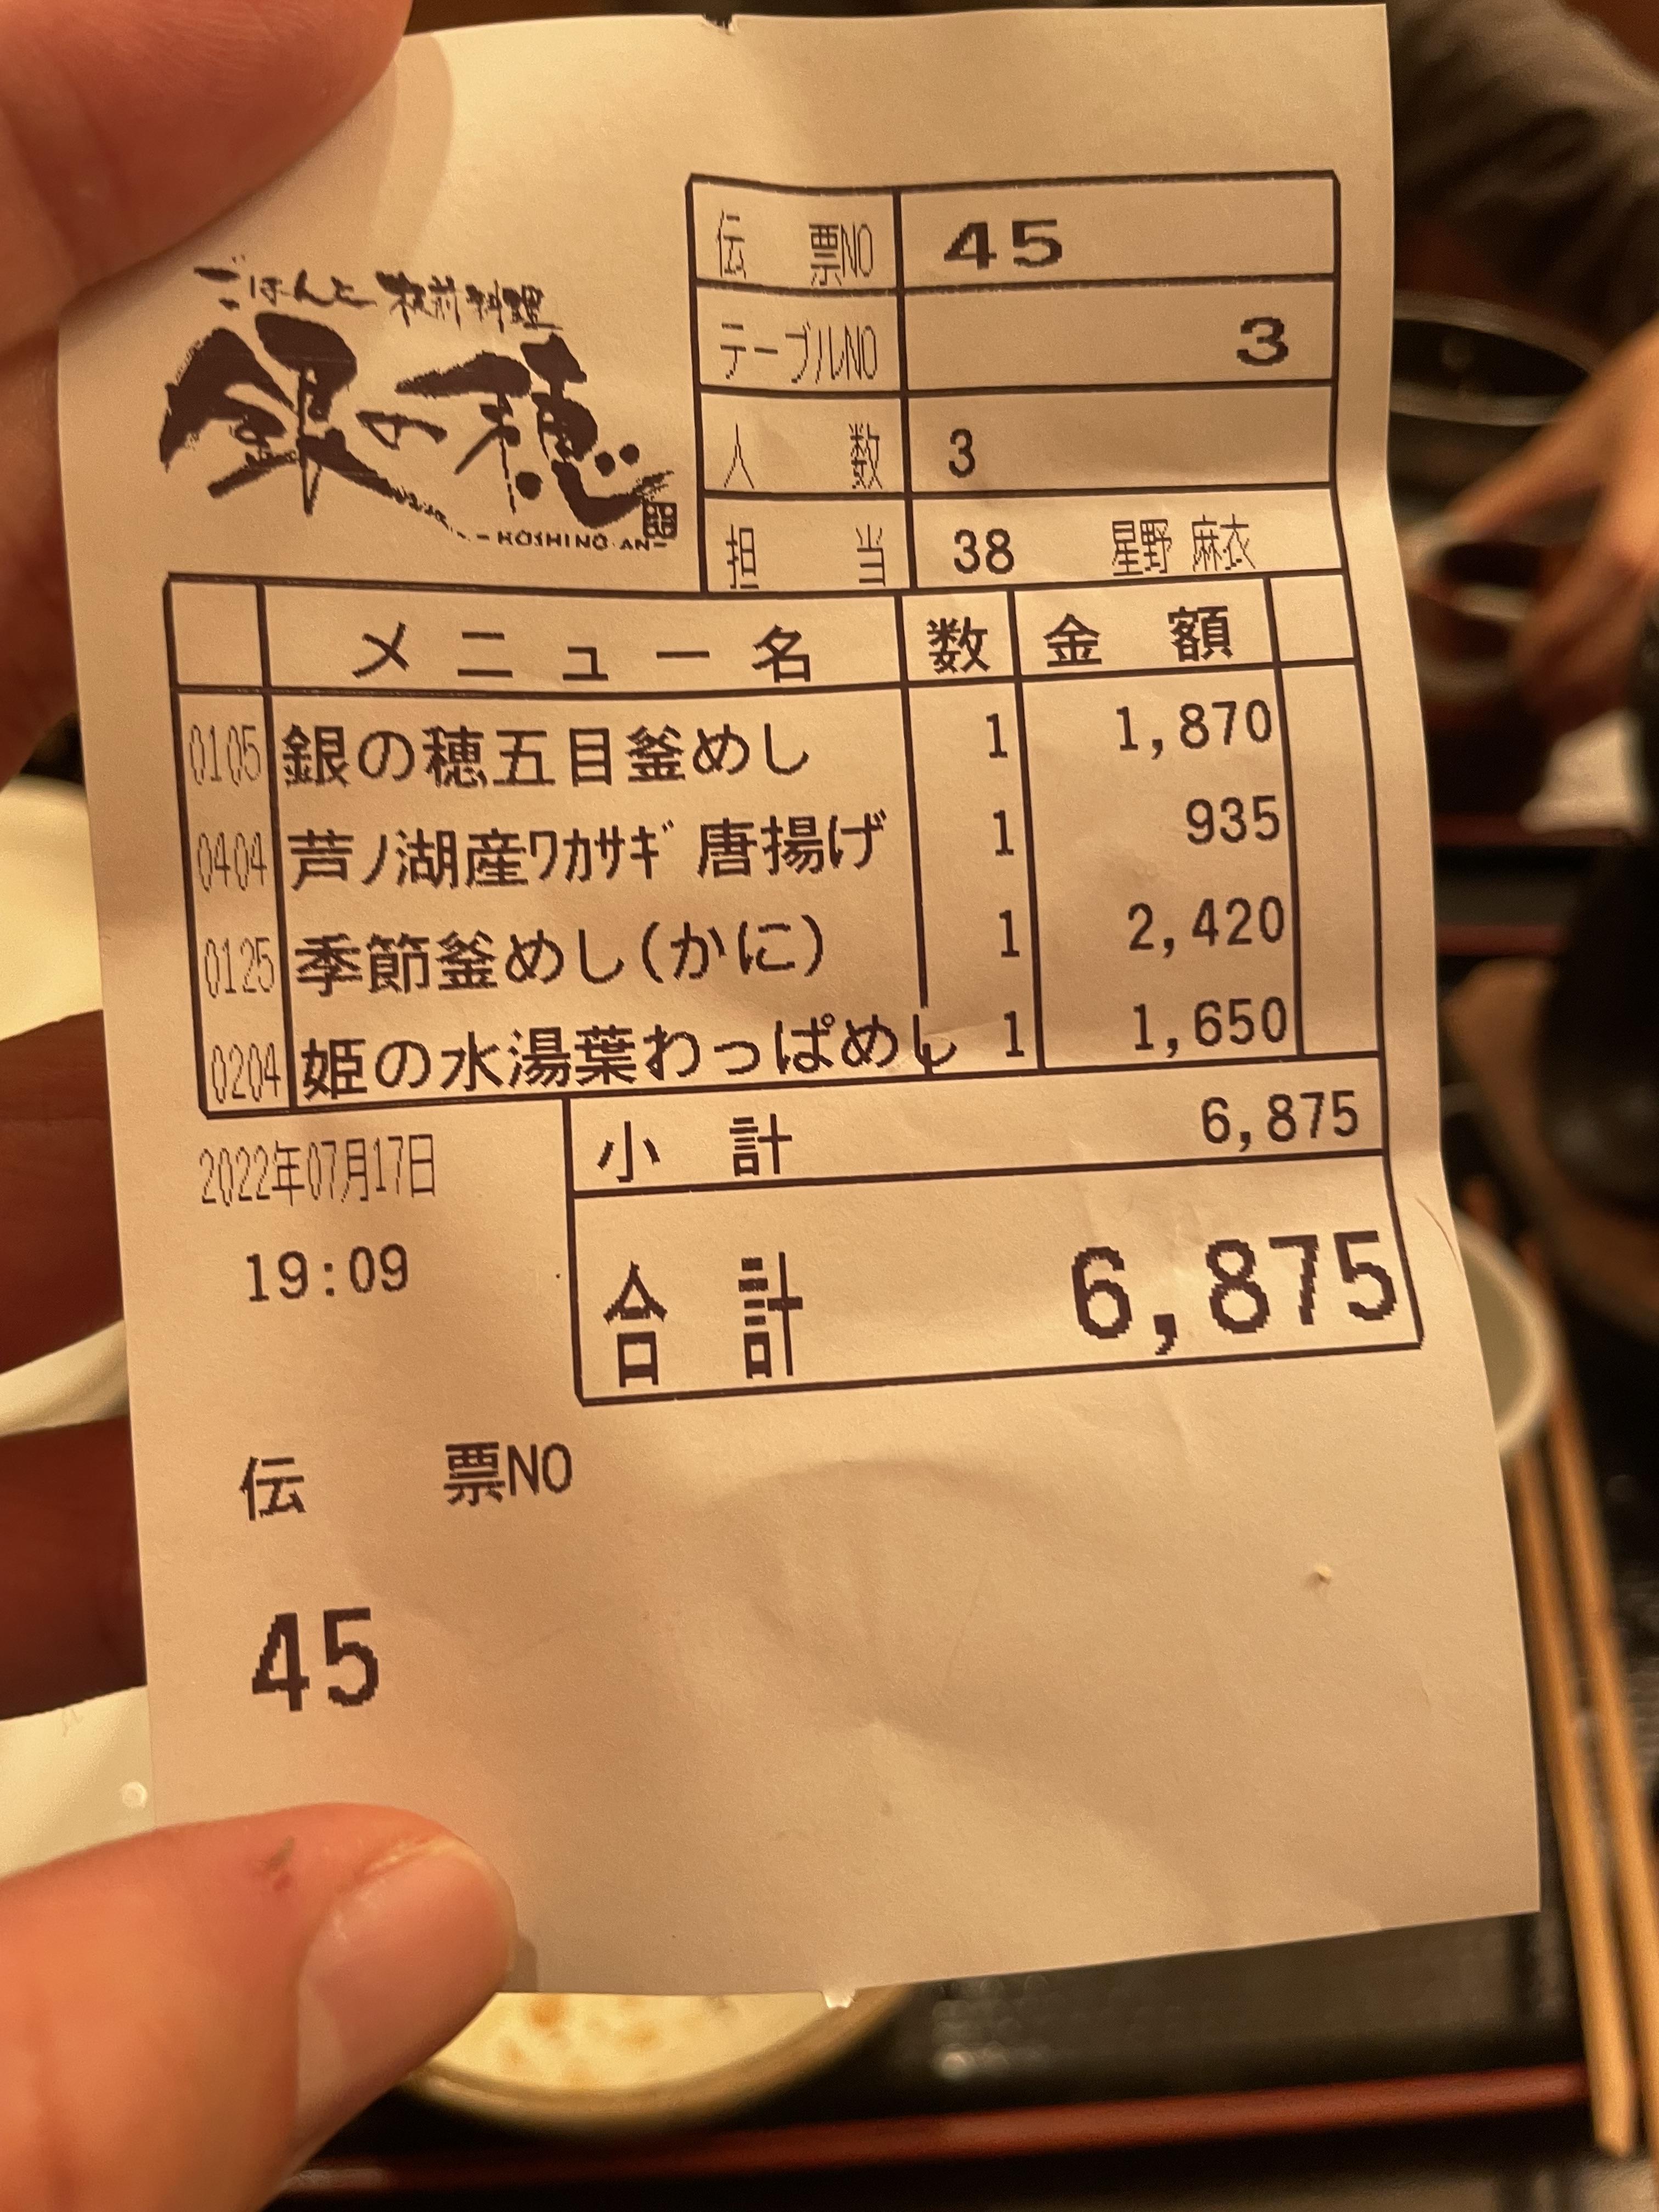 ごはんと板前料理
銀の穂
-HOSHINO AN-
伝 票NO 45
テーブルNO 3
人 数 3
担 当 38 星野 麻衣
メニュー名 数 金 額
0105 銀の穂五目釜めし 1 1,870
0404 芦ノ湖産ﾜｶｻｷﾞ唐揚げ 1 935
0125 季節釜めし(かに) 1 2,420
0204 姫の水湯葉わっぱめし 1 1,650
小 計 6,875
2022年07月17日
19:09
合 計 6,875
伝 票NO
45